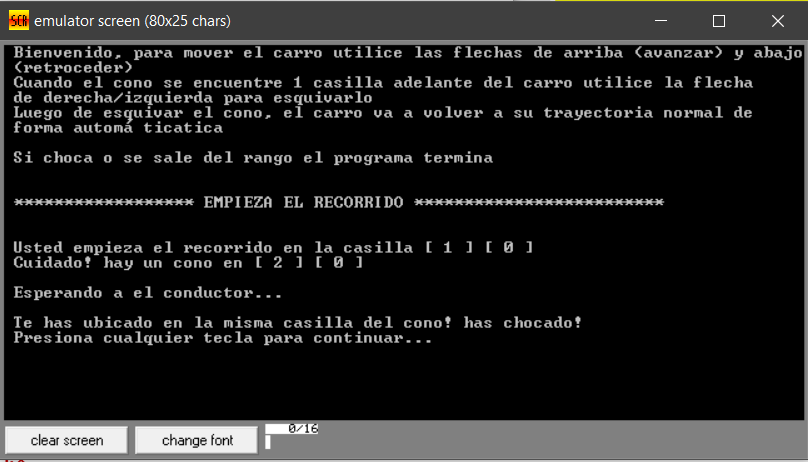 SCR emulator screen (80x25 chars)
Bienvenido, para mover el carro utilice las flechas de arriba (avanzar) y abajo
(retroceder)
Cuando el cono se encuentre 1 casilla adelante del carro utilice la flecha
de derecha/izquierda para esquivarlo
Luego de esquivar el cono, el carro va a volver a su trayectoria normal de
forma automá ticatica
Si choca o se sale del rango el programa termina
****************** EMPIEZA EL RECORRIDO *************************
Usted empieza el recorrido en la casilla [ 1 ] [ 0 ]
Cuidado! hay un cono en [ 2 ] [ 0 ]
Esperando a el conductor...
Te has ubicado en la misma casilla del cono! has chocado!
Presiona cualquier tecla para continuar...
clear screen change font 0/16